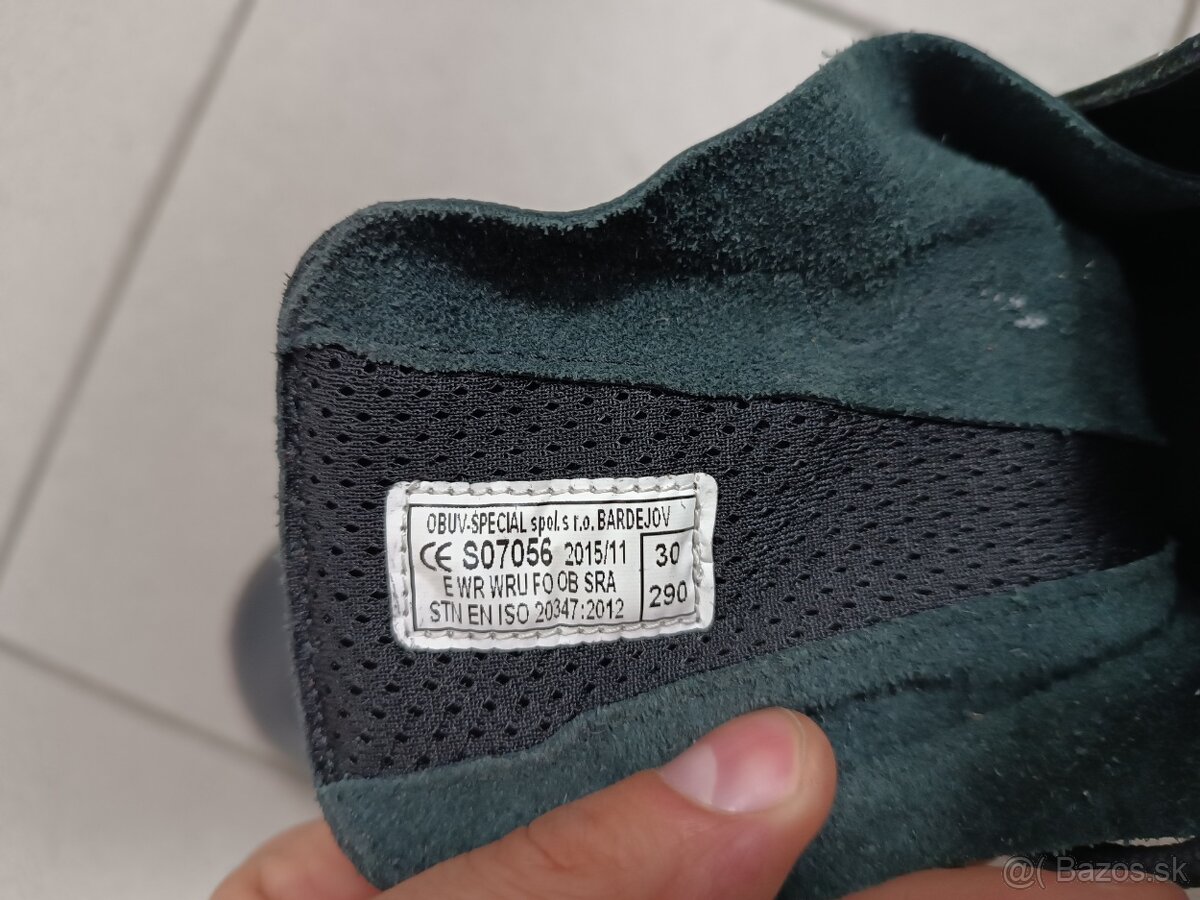 OBUV-ŠPECIÁL spol. s r.o. BARDEJOV
CE S07056 2015/11
30
E WR WRU FO OB SRA
290
STN EN ISO 20347:2012
@( Bazos.sk